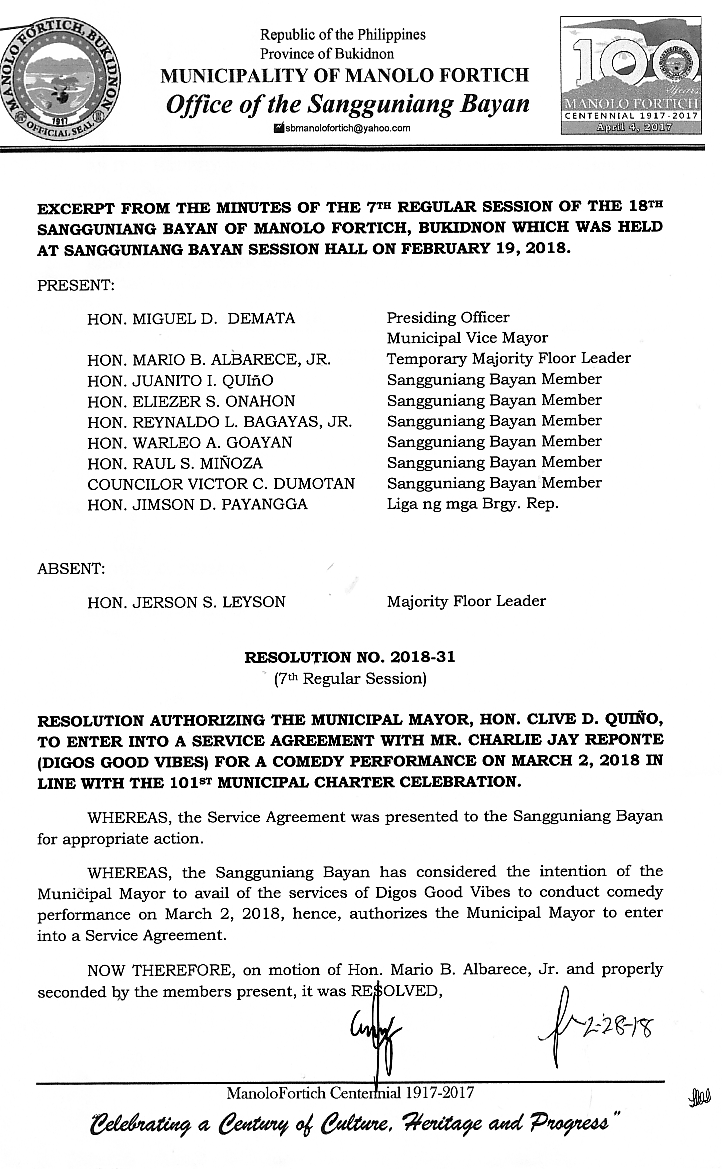 Republic of the Philippines
Province of Bukidnon
MUNICIPALITY OF MANOLO FORTICH
Office of the Sangguniang Bayan
sbmanolofortich@yahoo.com
MANOLO FORTICH, BUKIDNON
1917
OFFICIAL SEAL
100
Years
MANOLO FORTICH
CENTENNIAL 1917-2017
April 4, 2017
EXCERPT FROM THE MINUTES OF THE 7TH REGULAR SESSION OF THE 18TH
SANGGUNIANG BAYAN OF MANOLO FORTICH, BUKIDNON WHICH WAS HELD
AT SANGGUNIANG BAYAN SESSION HALL ON FEBRUARY 19, 2018.
PRESENT:
HON. MIGUEL D. DEMATA Presiding Officer
Municipal Vice Mayor
HON. MARIO B. ALBARECE, JR. Temporary Majority Floor Leader
HON. JUANITO I. QUIñO Sangguniang Bayan Member
HON. ELIEZER S. ONAHON Sangguniang Bayan Member
HON. REYNALDO L. BAGAYAS, JR. Sangguniang Bayan Member
HON. WARLEO A. GOAYAN Sangguniang Bayan Member
HON. RAUL S. MIÑOZA Sangguniang Bayan Member
COUNCILOR VICTOR C. DUMOTAN Sangguniang Bayan Member
HON. JIMSON D. PAYANGGA Liga ng mga Brgy. Rep.
ABSENT:
HON. JERSON S. LEYSON Majority Floor Leader
RESOLUTION NO. 2018-31
(7th Regular Session)
RESOLUTION AUTHORIZING THE MUNICIPAL MAYOR, HON. CLIVE D. QUIÑO,
TO ENTER INTO A SERVICE AGREEMENT WITH MR. CHARLIE JAY REPONTE
(DIGOS GOOD VIBES) FOR A COMEDY PERFORMANCE ON MARCH 2, 2018 IN
LINE WITH THE 101ST MUNICIPAL CHARTER CELEBRATION.
WHEREAS, the Service Agreement was presented to the Sangguniang Bayan
for appropriate action.
WHEREAS, the Sangguniang Bayan has considered the intention of the
Municipal Mayor to avail of the services of Digos Good Vibes to conduct comedy
performance on March 2, 2018, hence, authorizes the Municipal Mayor to enter
into a Service Agreement.
NOW THEREFORE, on motion of Hon. Mario B. Albarece, Jr. and properly
seconded by the members present, it was RESOLVED,
2-28-18
ManoloFortich Centennial 1917-2017
"Celebrating a Century of Culture, Heritage and Progress"